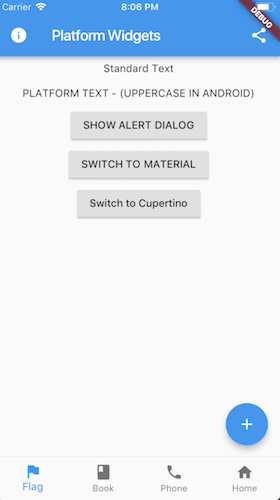 Carrier 8:06 PM
DEBUG
Platform Widgets
Standard Text
PLATFORM TEXT - (UPPERCASE IN ANDROID)
SHOW ALERT DIALOG
SWITCH TO MATERIAL
Switch to Cupertino
Flag Book Phone Home